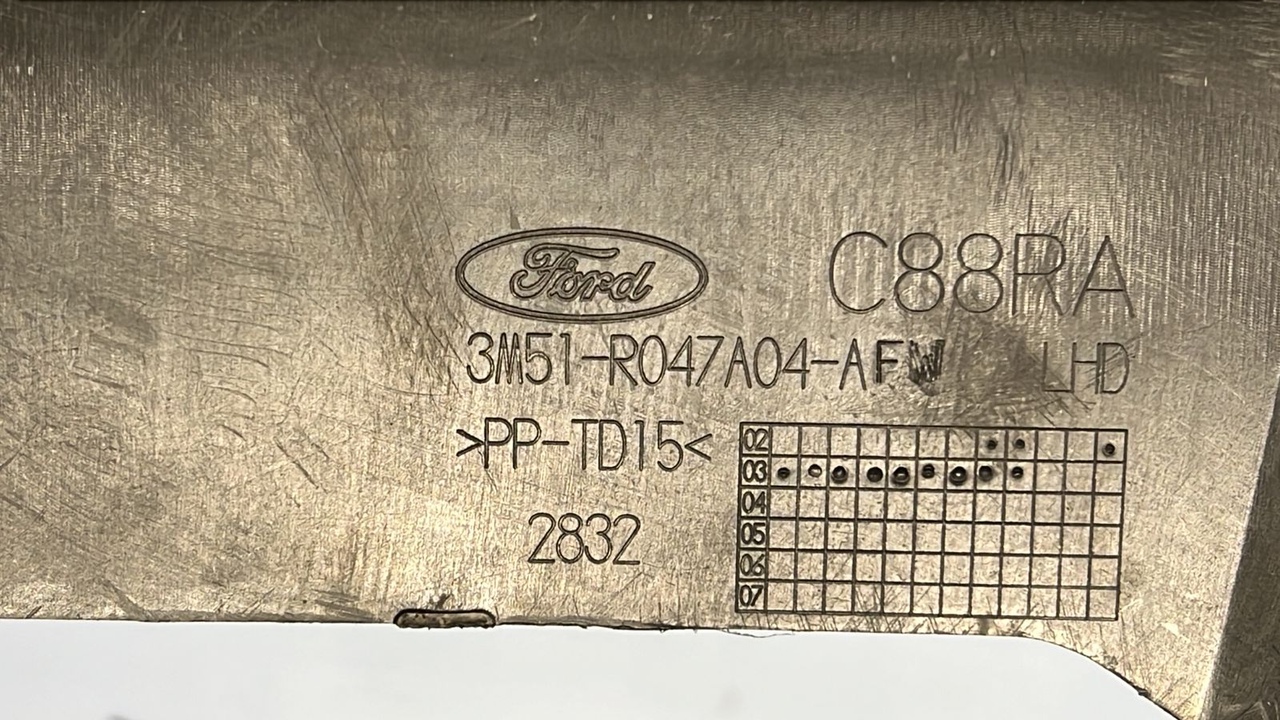 Ford C88RA
3M51-R047A04-AFW LHD
>PP-TD15<
2832
02
03
04
05
06
07